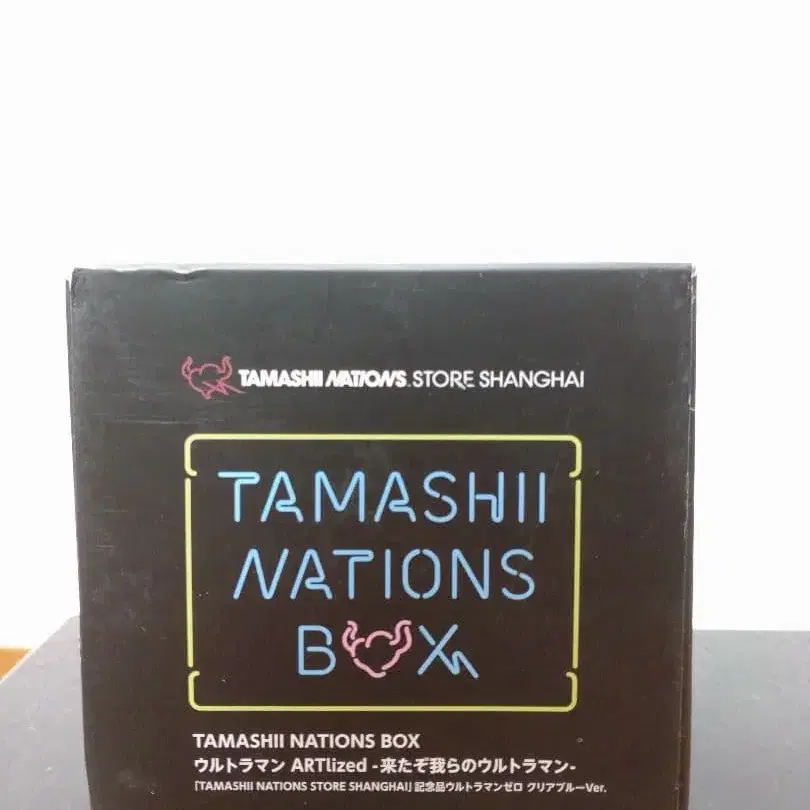 TAMASHII NATIONS. STORE SHANGHAI
TAMASHII
NATIONS
BOX
TAMASHII NATIONS BOX
ウルトラマン ARTlized -来たぞ我らのウルトラマン-
「TAMASHII NATIONS STORE SHANGHAI」記念品ウルトラマンゼロ クリアブルーVer.